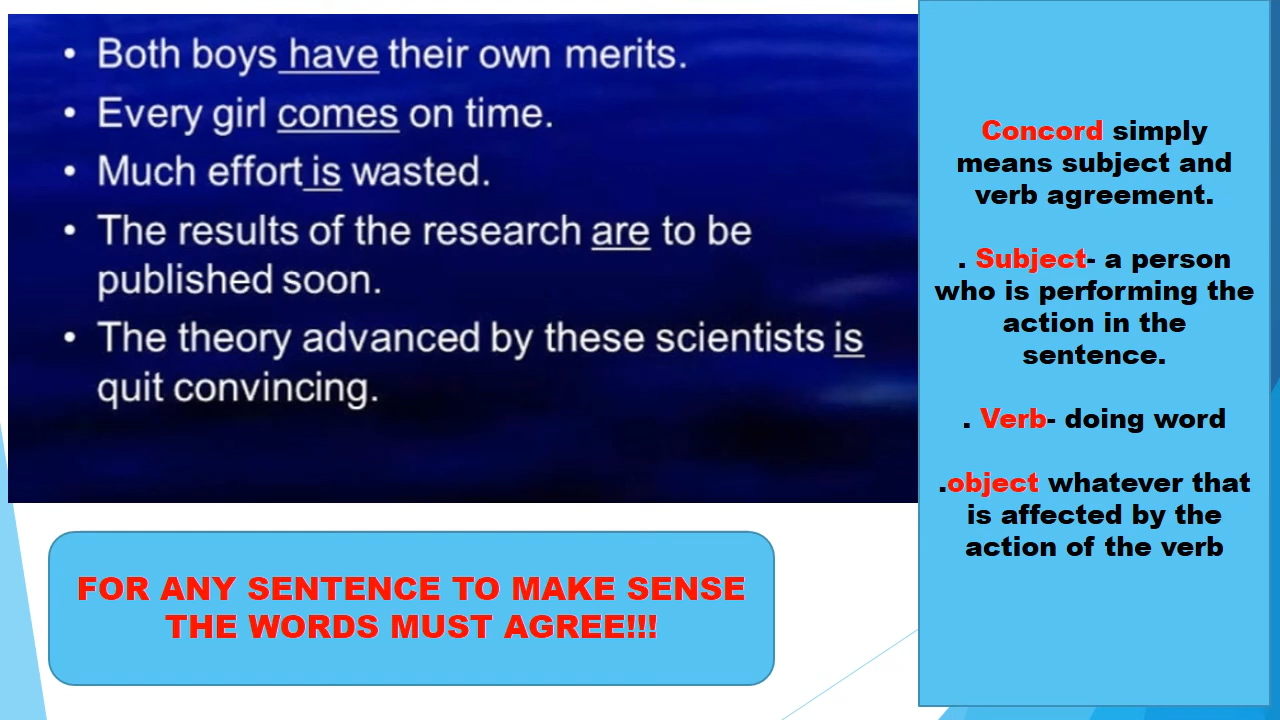 • Both boys have their own merits.
• Every girl comes on time.
• Much effort is wasted.
• The results of the research are to be
published soon.
• The theory advanced by these scientists is
quit convincing.
FOR ANY SENTENCE TO MAKE SENSE
THE WORDS MUST AGREE!!!
Concord simply
means subject and
verb agreement.
. Subject- a person
who is performing the
action in the
sentence.
. Verb- doing word
.object whatever that
is affected by the
action of the verb